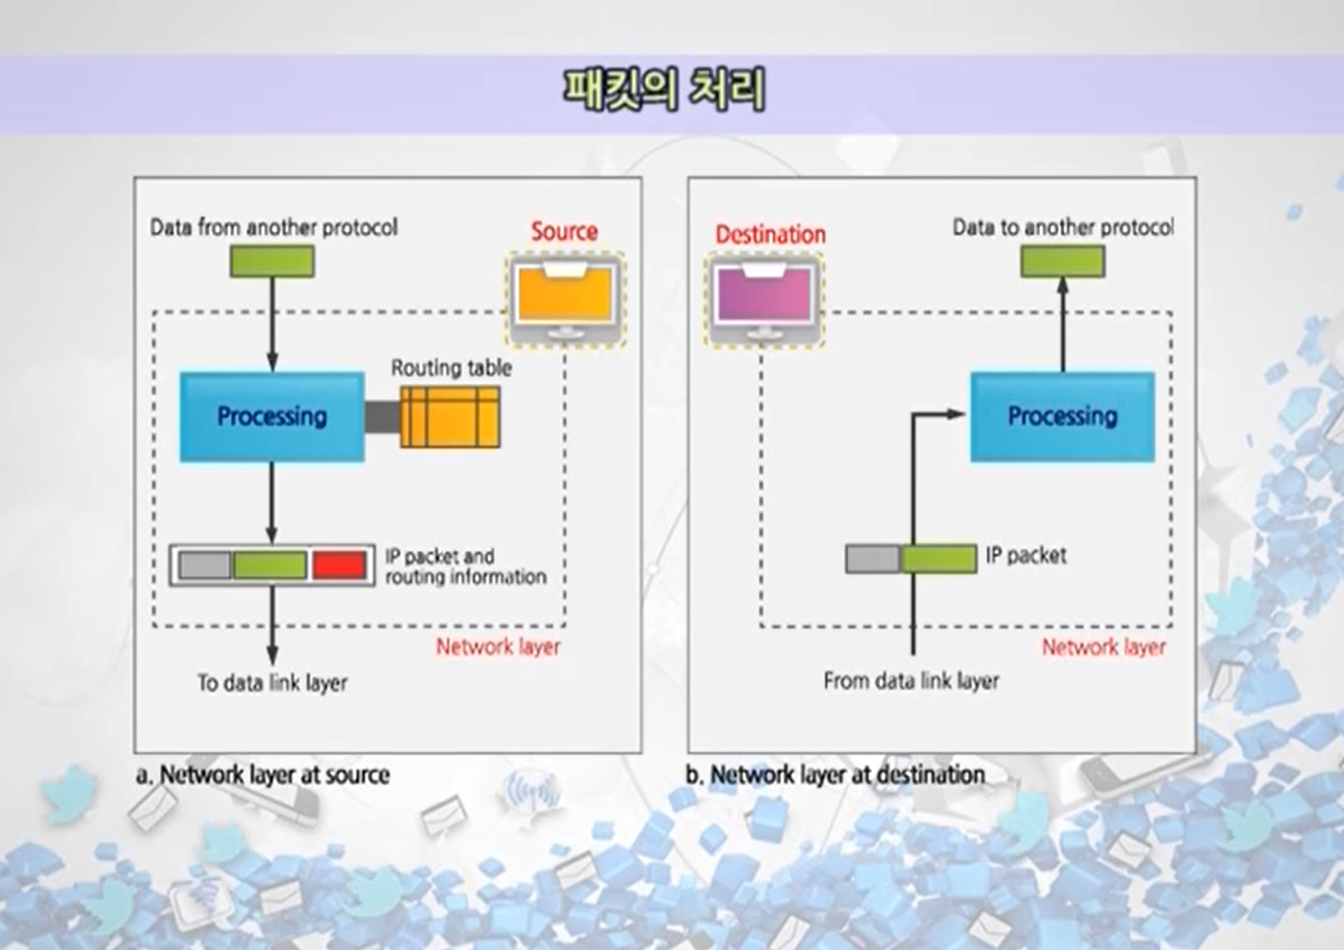 패킷의 처리
Data from another protocol
Source
Routing table
Processing
IP packet and
routing information
Network layer
To data link layer
a. Network layer at source
Destination
Data to another protocol
Processing
IP packet
Network layer
From data link layer
b. Network layer at destination